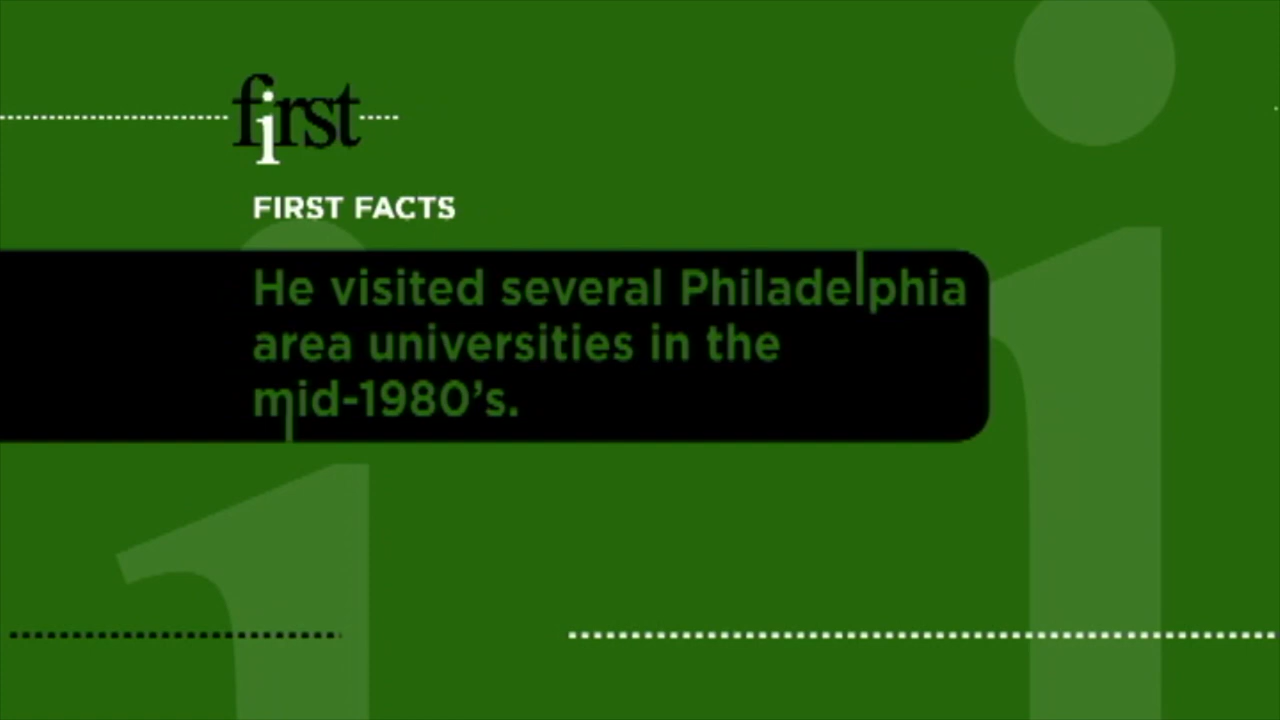 first
FIRST FACTS
He visited several Philadelphia
area universities in the
mid-1980's.